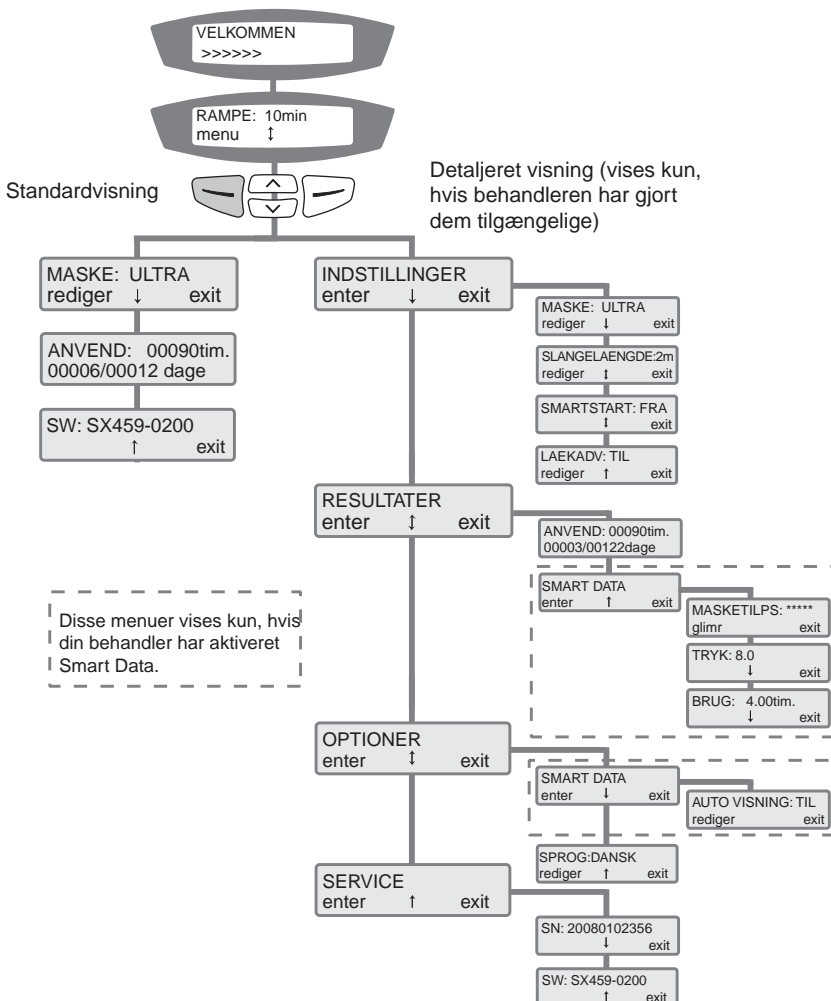 VELKOMMEN
>>>>>>
RAMPE: 10min
menu ↕
Standardvisning
Detaljeret visning (vises kun,
hvis behandleren har gjort
dem tilgængelige)
MASKE: ULTRA
rediger ↓ exit
ANVEND: 00090tim.
00006/00012 dage
SW: SX459-0200
↑ exit
INDSTILLINGER
enter ↓ exit
MASKE: ULTRA
rediger ↓ exit
SLANGELAENGDE:2m
rediger ↕ exit
SMARTSTART: FRA
↕ exit
LAEKADV: TIL
rediger ↑ exit
RESULTATER
enter ↕ exit
ANVEND: 00090tim.
00003/00122dage
SMART DATA
enter ↑ exit
MASKETILPS: *****
glimr exit
TRYK: 8.0
↓ exit
BRUG: 4.00tim.
↓ exit
Disse menuer vises kun, hvis
din behandler har aktiveret
Smart Data.
OPTIONER
enter ↕ exit
SMART DATA
enter ↓ exit
AUTO VISNING: TIL
rediger exit
SPROG:DANSK
rediger ↑ exit
SERVICE
enter ↑ exit
SN: 20080102356
↓ exit
SW: SX459-0200
↑ exit